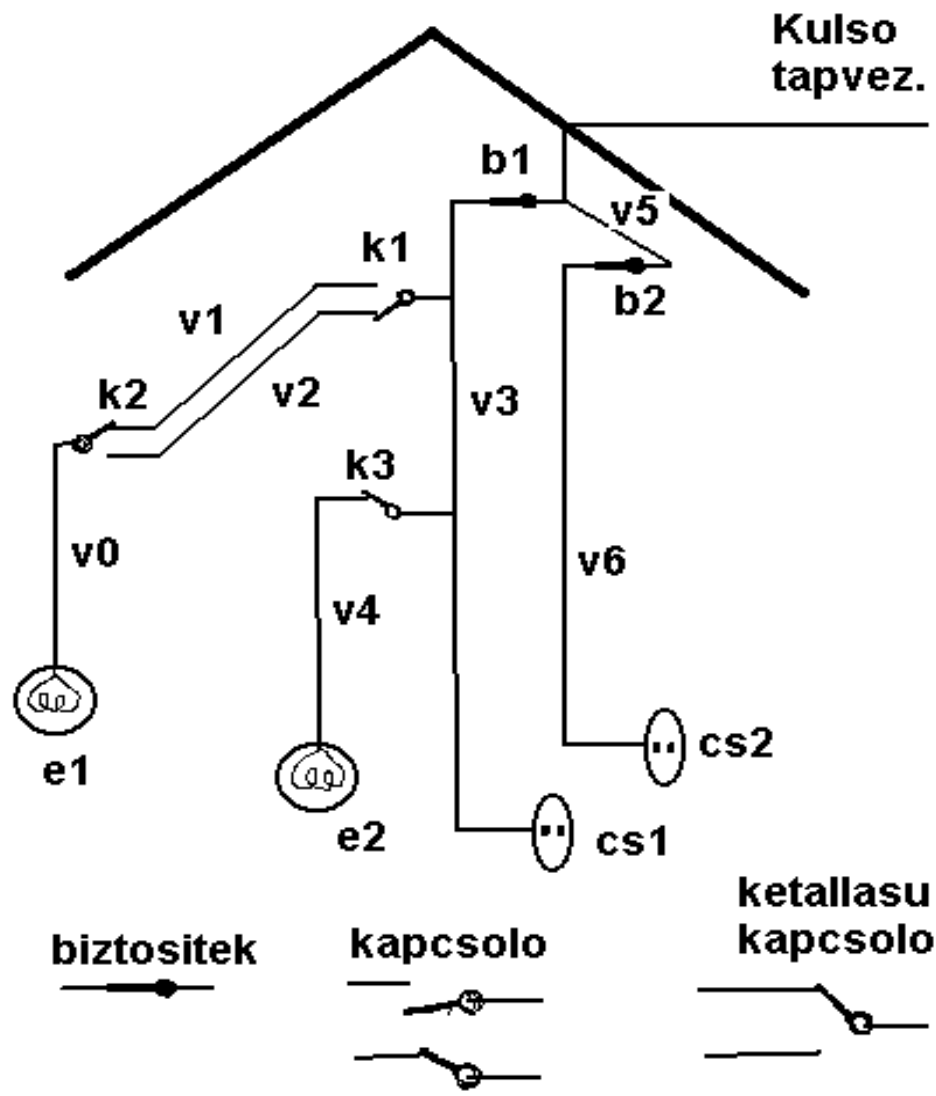 Kulso
tapvez.
b1
v5
k1
b2
v1
k2
v2
v3
k3
v0
v4
v6
e1
cs2
e2
cs1
biztositek
kapcsolo
ketallasu
kapcsolo